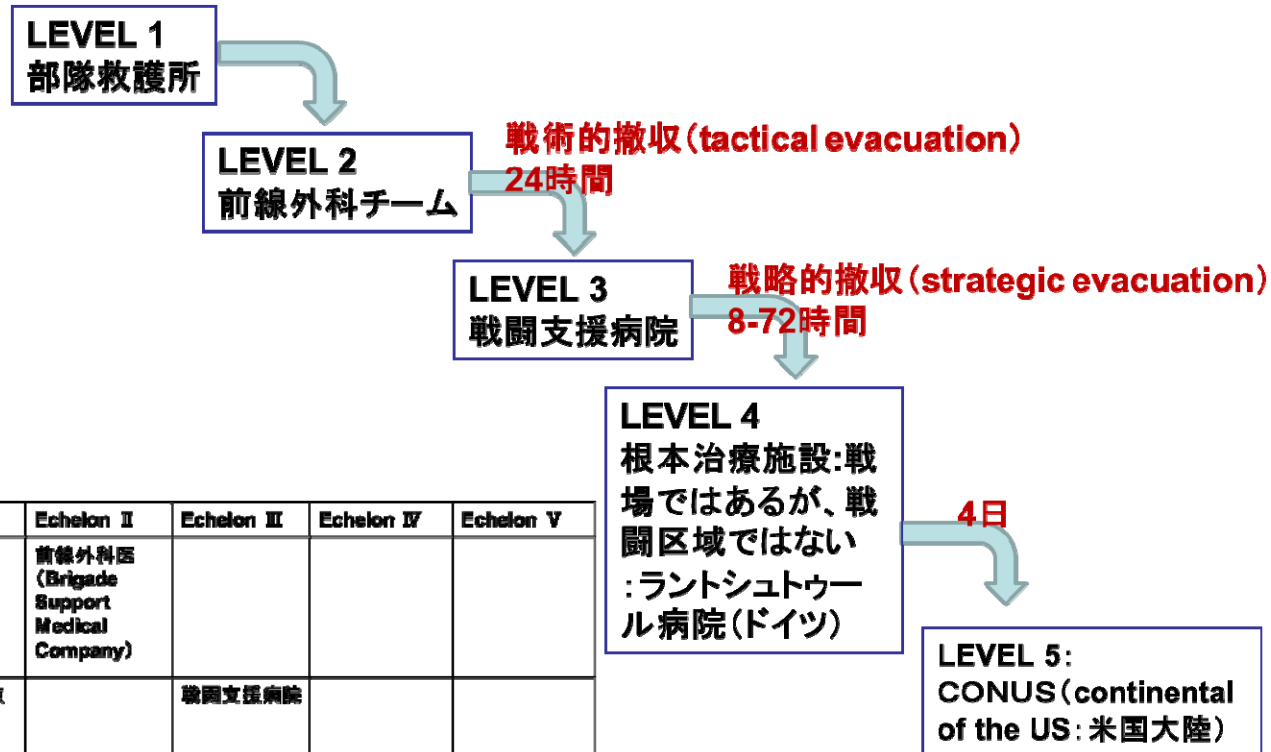 LEVEL 1
部隊救護所
LEVEL 2
前線外科チーム
戦術的撤収(tactical evacuation)
24時間
LEVEL 3
戦闘支援病院
戦略的撤収(strategic evacuation)
8-72時間
LEVEL 4
根本治療施設:戦
場ではあるが、戦
闘区域ではない
:ラントシュトゥー
ル病院(ドイツ)
4日
LEVEL 5:
CONUS(continental
of the US:米国大陸)
Echelon Ⅱ
Echelon Ⅲ
Echelon Ⅳ
Echelon Ⅴ
前線外科医
(Brigade
Support
Medical
Company)
戦闘支援病院